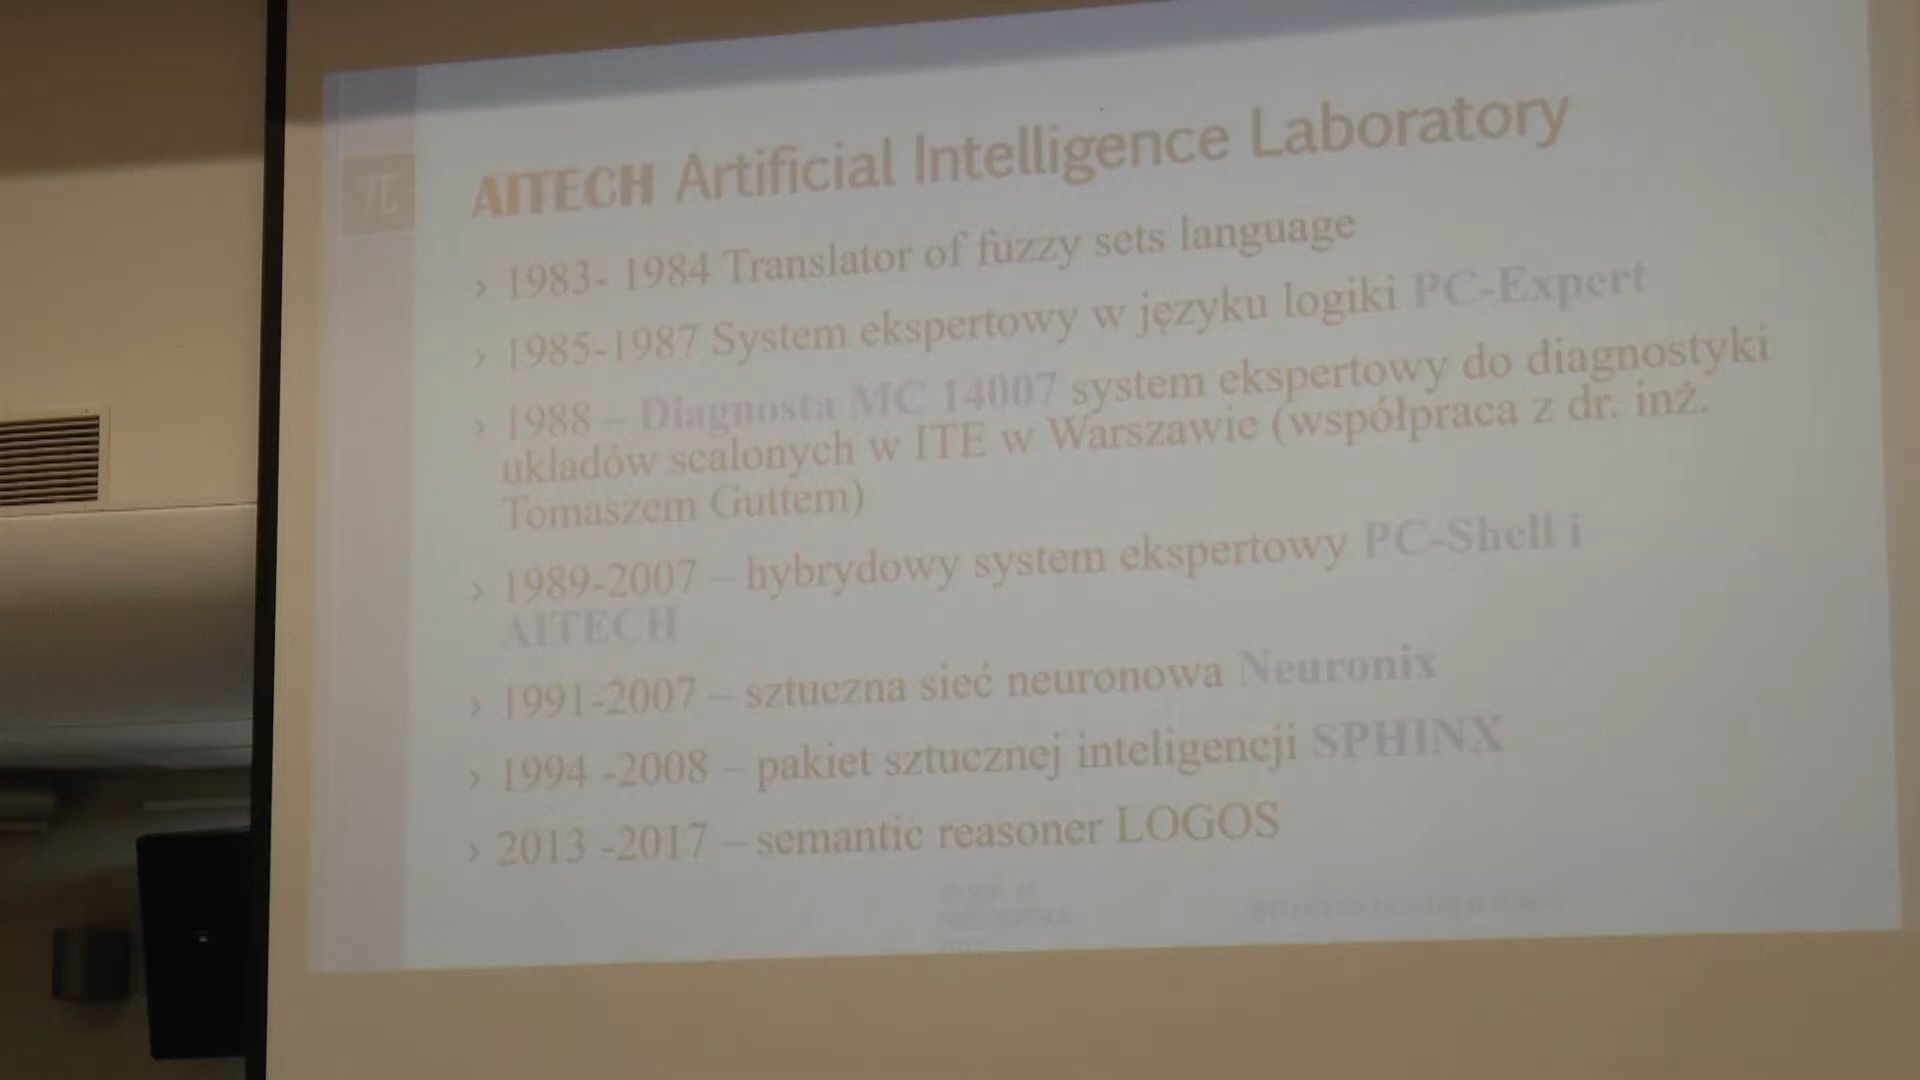 π
AITECH Artificial Intelligence Laboratory
› 1983- 1984 Translator of fuzzy sets language
› 1985-1987 System ekspertowy w języku logiki PC-Expert
› 1988 – Diagnosta MC 14007 system ekspertowy do diagnostyki
układów scalonych w ITE w Warszawie (współpraca z dr. inż.
Tomaszem Guttem)
› 1989-2007 – hybrydowy system ekspertowy PC-Shell i
AITECH
› 1991-2007 – sztuczna sieć neuronowa Neuronix
› 1994 -2008 – pakiet sztucznej inteligencji SPHINX
› 2013 -2017 – semantic reasoner LOGOS